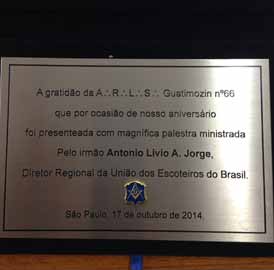 A gratidão da A∴R∴L∴S∴ Guatimozin nº66
que por ocasião de nosso aniversário
foi presenteada com magnífica palestra ministrada
Pelo irmão Antonio Livio A. Jorge,
Diretor Regional da União dos Escoteiros do Brasil.
São Paulo, 17 de outubro de 2014.